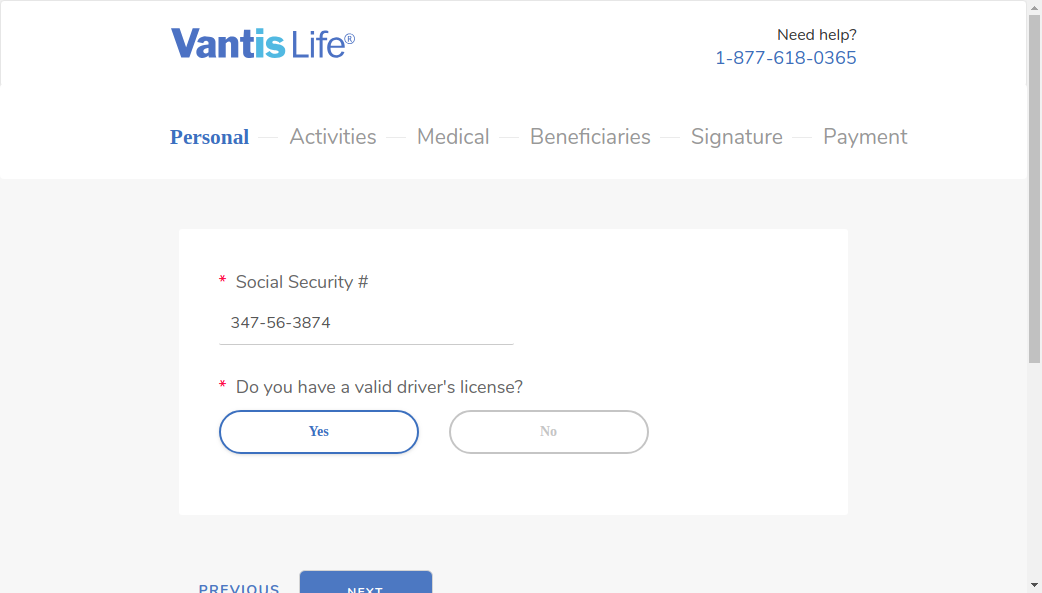 Vantis Life®
Need help?
1-877-618-0365
Personal Activities Medical Beneficiaries Signature Payment
* Social Security #
347-56-3874
* Do you have a valid driver's license?
Yes No
PREVIOUS NEXT